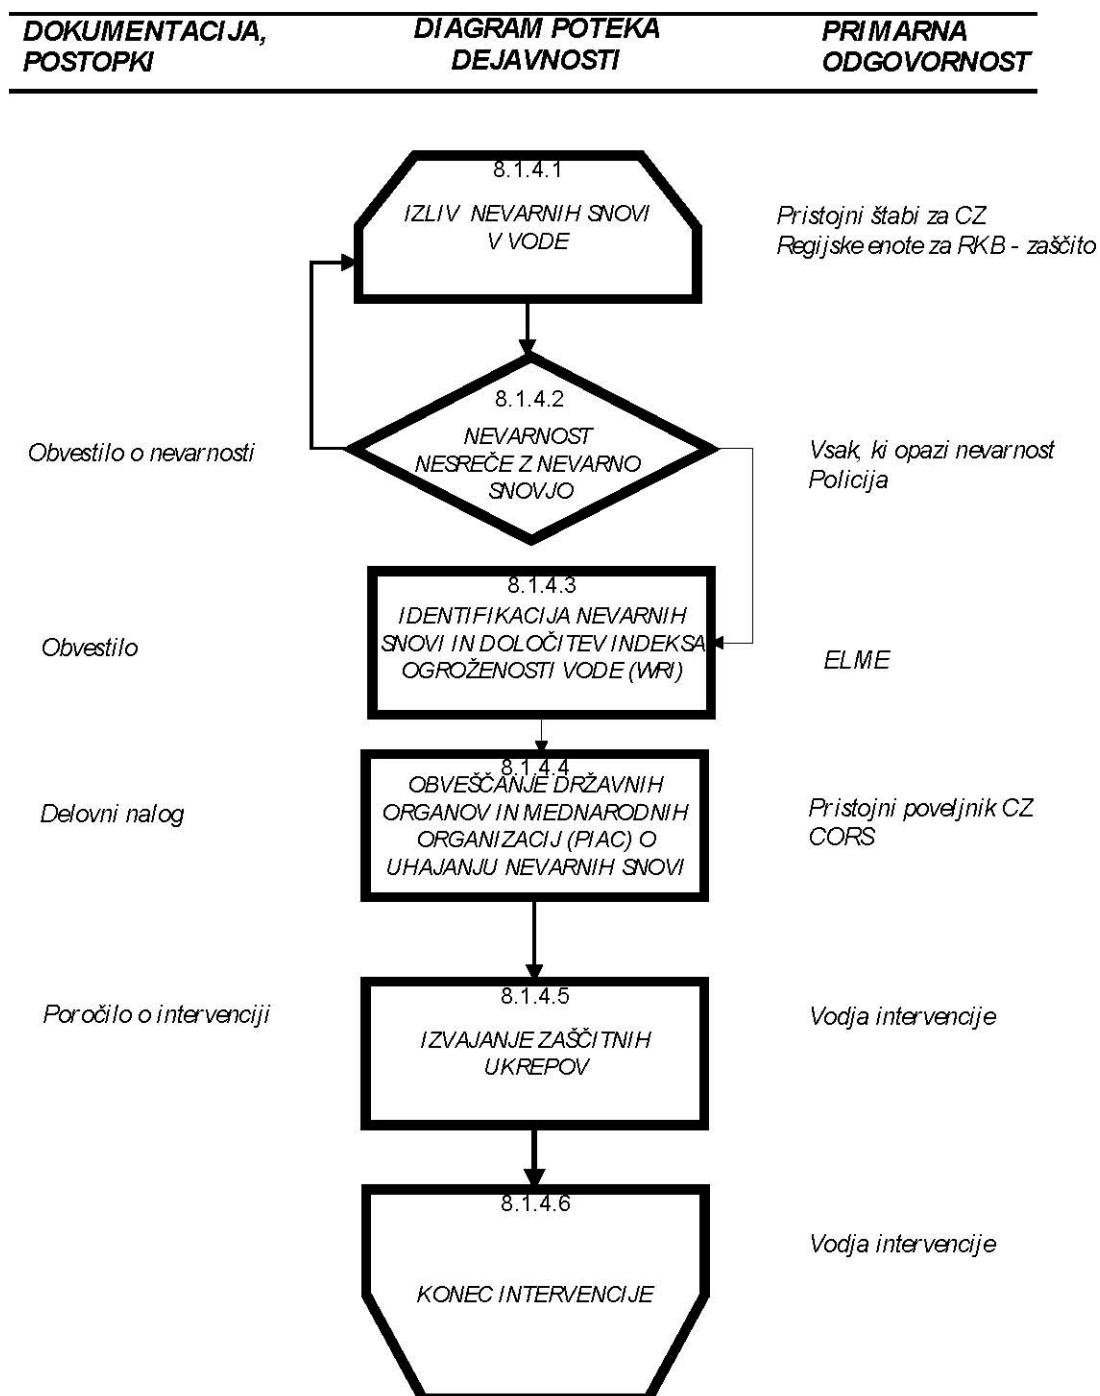 DOKUMENTACIJA,
POSTOPKI
DIAGRAM POTEKA
DEJAVNOSTI
PRIMARNA
ODGOVORNOST
8.1.4.1
IZLIV NEVARNIH SNOVI
V VODE
Pristojni štabi za CZ
Regijske enote za RKB - zaščito
Obvestilo o nevarnosti
8.1.4.2
NEVARNOST
NESREČE Z NEVARNO
SNOVJO
Vsak, ki opazi nevarnost
Policija
Obvestilo
8.1.4.3
IDENTIFIKACIJA NEVARNIH
SNOVI IN DOLOČITEV INDEKSA
OGROŽENOSTI VODE (WRI)
ELME
Delovni nalog
8.1.4.4
OBVEŠČANJE DRŽAVNIH
ORGANOV IN MEDNARODNIH
ORGANIZACIJ (PIAC) O
UHAJANJU NEVARNIH SNOVI
Pristojni poveljnik CZ
CORS
Poročilo o intervenciji
8.1.4.5
IZVAJANJE ZAŠČITNIH
UKREPOV
Vodja intervencije
8.1.4.6
KONEC INTERVENCIJE
Vodja intervencije